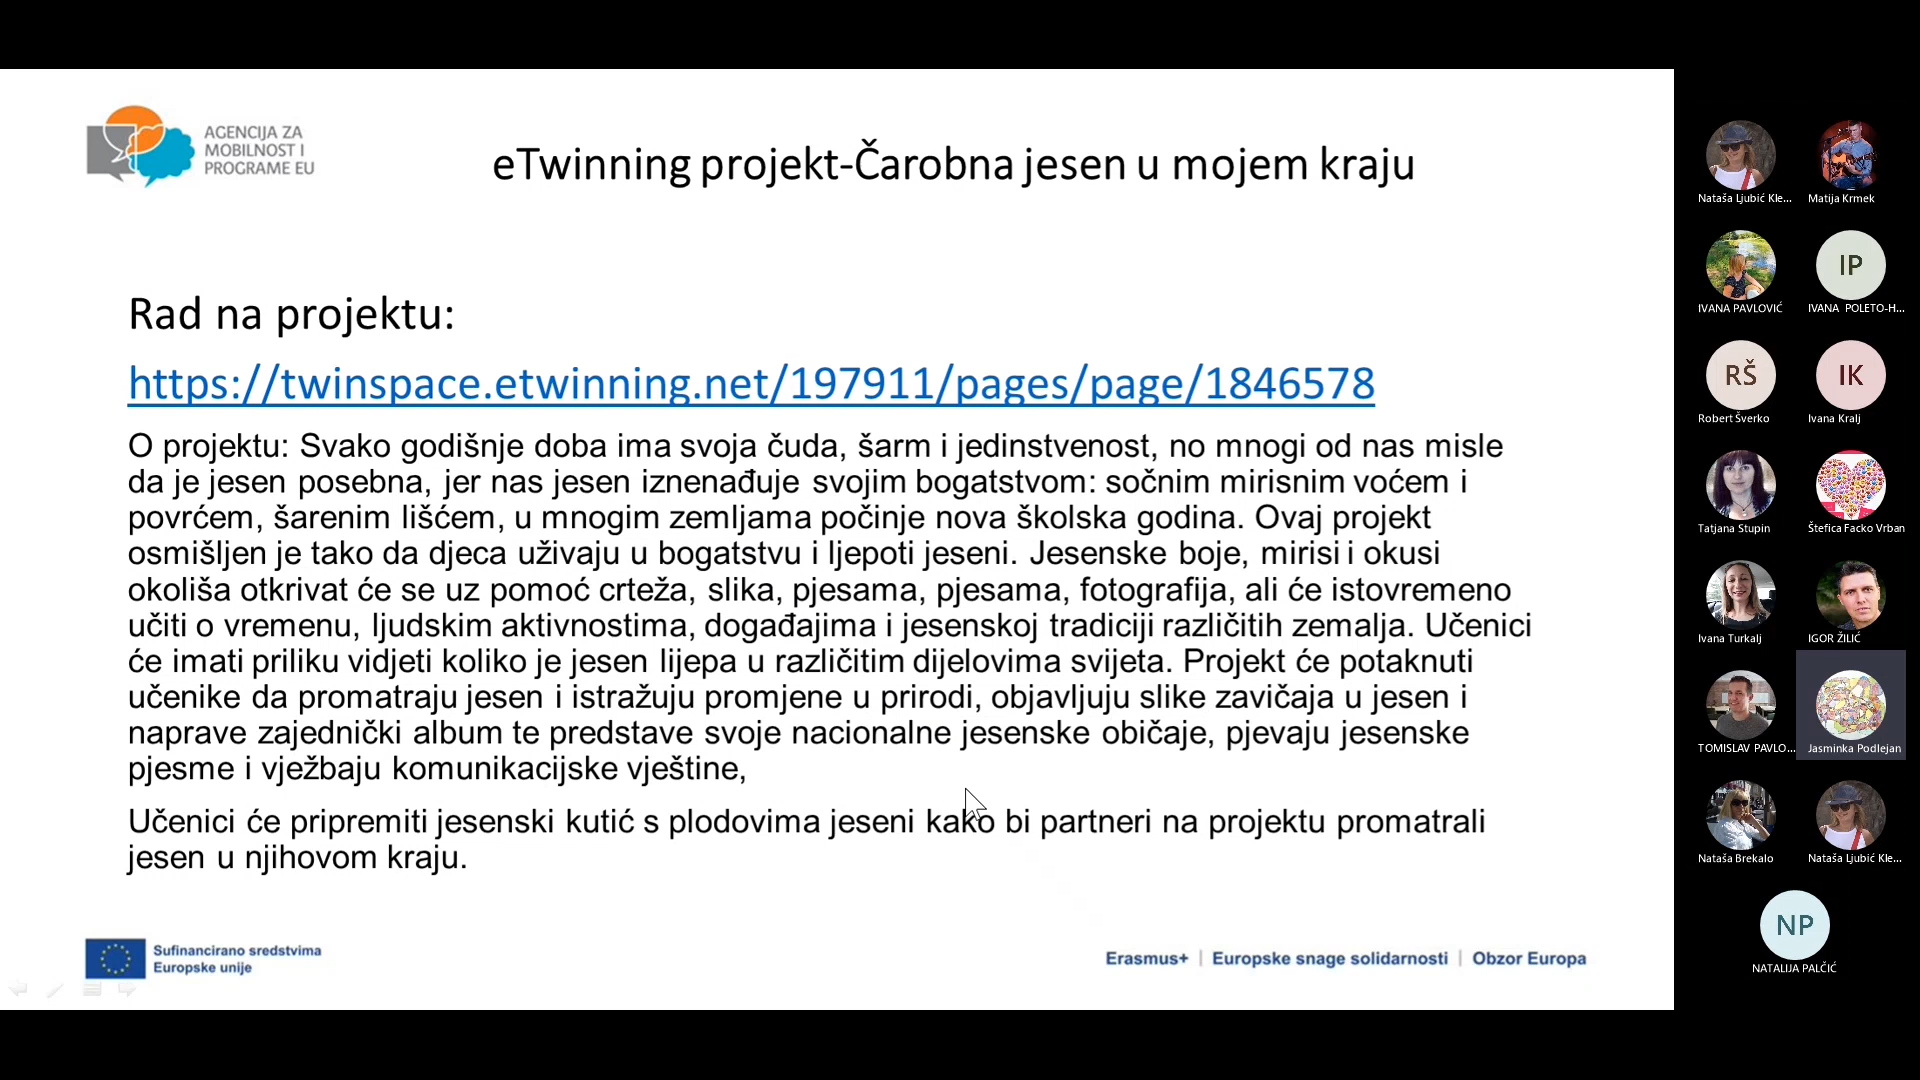 AGENCIJA ZA
MOBILNOST I
PROGRAME EU
eTwinning projekt-Čarobna jesen u mojem kraju
Rad na projektu:
https://twinspace.etwinning.net/197911/pages/page/1846578
O projektu: Svako godišnje doba ima svoja čuda, šarm i jedinstvenost, no mnogi od nas misle
da je jesen posebna, jer nas jesen iznenađuje svojim bogatstvom: sočnim mirisnim voćem i
povrćem, šarenim lišćem, u mnogim zemljama počinje nova školska godina. Ovaj projekt
osmišljen je tako da djeca uživaju u bogatstvu i ljepoti jeseni. Jesenske boje, mirisi i okusi
okoliša otkrivat će se uz pomoć crteža, slika, pjesama, pjesama, fotografija, ali će istovremeno
učiti o vremenu, ljudskim aktivnostima, događajima i jesenskoj tradiciji različitih zemalja. Učenici
će imati priliku vidjeti koliko je jesen lijepa u različitim dijelovima svijeta. Projekt će potaknuti
učenike da promatraju jesen i istražuju promjene u prirodi, objavljuju slike zavičaja u jesen i
naprave zajednički album te predstave svoje nacionalne jesenske običaje, pjevaju jesenske
pjesme i vježbaju komunikacijske vještine,
Učenici će pripremiti jesenski kutić s plodovima jeseni kako bi partneri na projektu promatrali
jesen u njihovom kraju.
Sufinancirano sredstvima
Europske unije
Erasmus+ | Europske snage solidarnosti | Obzor Europa
Nataša Ljubić Kle...
Matija Krmek
IVANA PAVLOVIĆ
IP
IVANA POLETO-H...
RŠ
Robert Šverko
IK
Ivana Kralj
Tatjana Stupin
Štefica Facko Vrban
Ivana Turkalj
IGOR ŽILIĆ
TOMISLAV PAVLO...
Jasminka Podlejan
Nataša Brekalo
Nataša Ljubić Kle...
NP
NATALIJA PALČIĆ